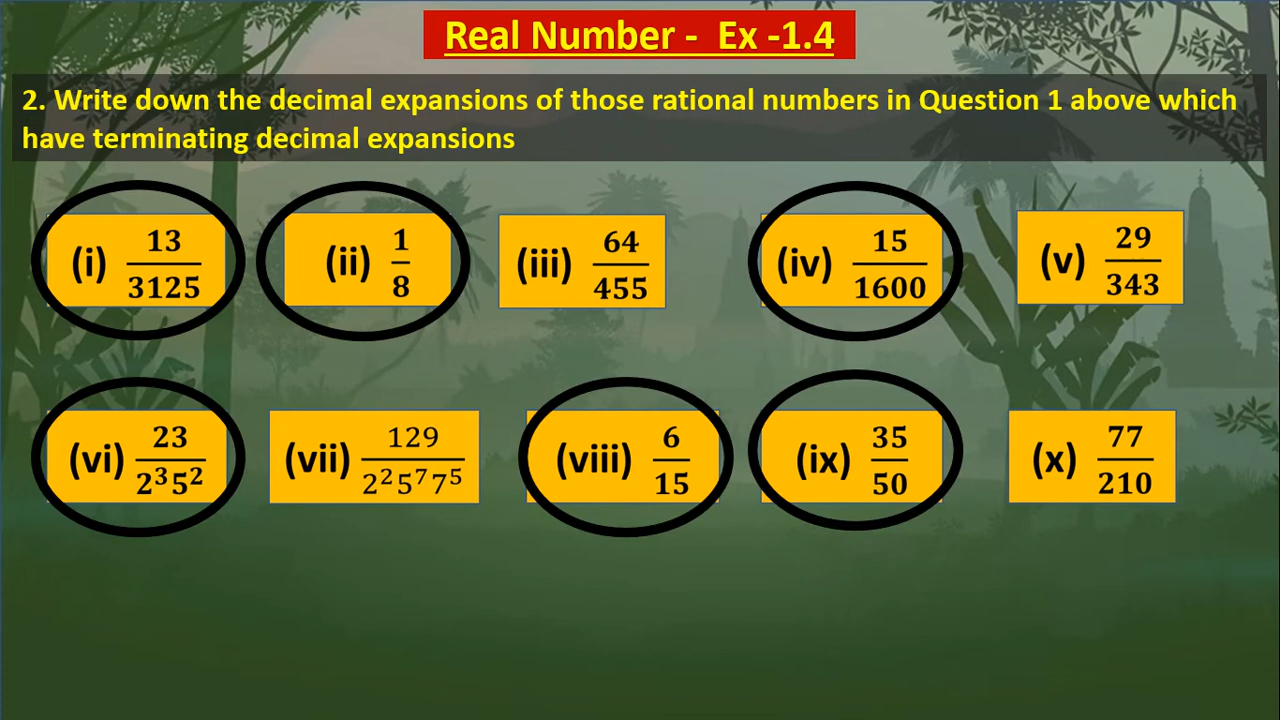 Real Number - Ex -1.4
2. Write down the decimal expansions of those rational numbers in Question 1 above which
have terminating decimal expansions
(i) 13/3125 (ii) 1/8 (iii) 64/455 (iv) 15/1600 (v) 29/343
(vi) 23/2³5² (vii) 129/2²5⁷7⁵ (viii) 6/15 (ix) 35/50 (x) 77/210